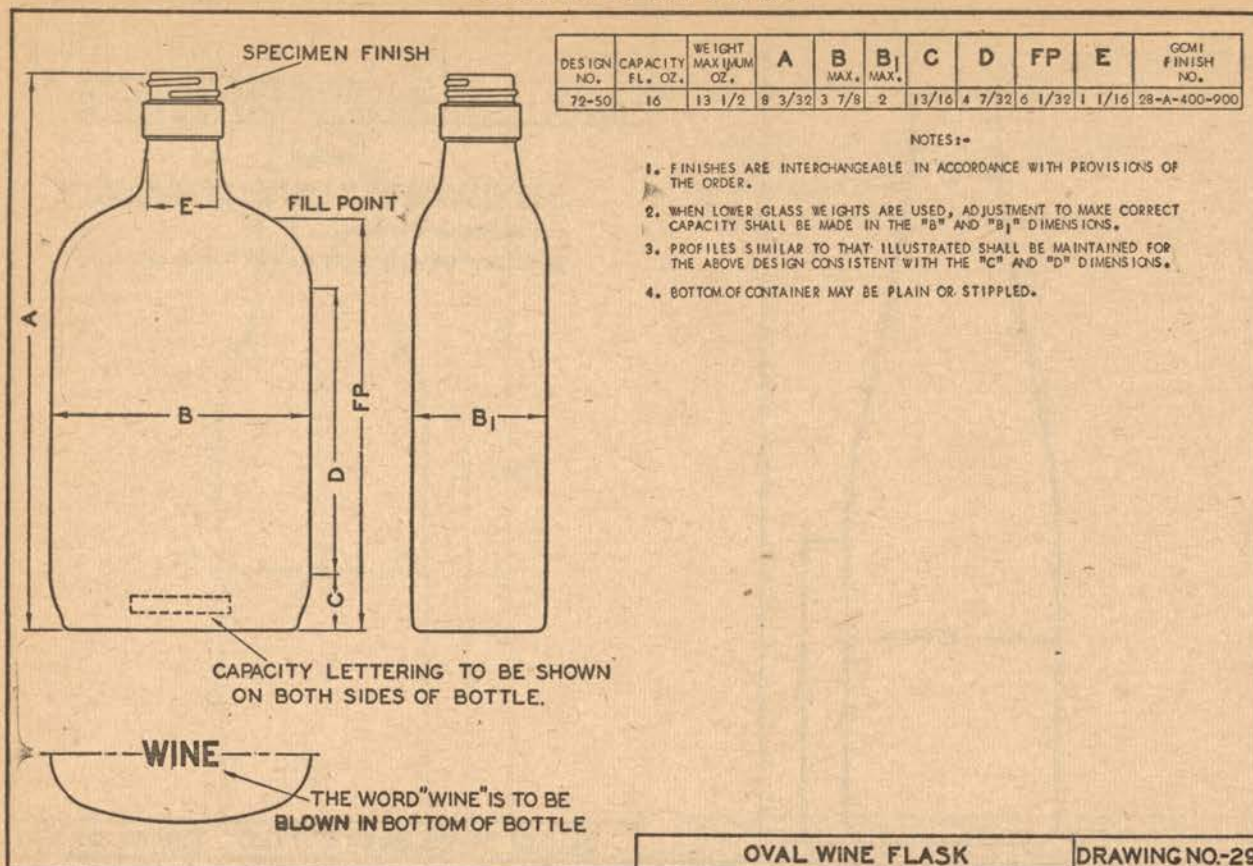 SPECIMEN FINISH
E
FILL POINT
A
B
D
FP
C
B1
CAPACITY LETTERING TO BE SHOWN
ON BOTH SIDES OF BOTTLE.
WINE
THE WORD "WINE" IS TO BE
BLOWN IN BOTTOM OF BOTTLE
DESIGN NO. CAPACITY FL. OZ. WEIGHT MAXIMUM OZ. A B MAX. B1 MAX. C D FP E GCMI FINISH NO.
72-50 16 13 1/2 8 3/32 3 7/8 2 13/16 4 7/32 6 1/32 1 1/16 28-A-400-900
NOTES:-
1. FINISHES ARE INTERCHANGEABLE IN ACCORDANCE WITH PROVISIONS OF
THE ORDER.
2. WHEN LOWER GLASS WEIGHTS ARE USED, ADJUSTMENT TO MAKE CORRECT
CAPACITY SHALL BE MADE IN THE "B" AND "B1" DIMENSIONS.
3. PROFILES SIMILAR TO THAT ILLUSTRATED SHALL BE MAINTAINED FOR
THE ABOVE DESIGN CONSISTENT WITH THE "C" AND "D" DIMENSIONS.
4. BOTTOM OF CONTAINER MAY BE PLAIN OR STIPPLED.
OVAL WINE FLASK DRAWING NO.-29